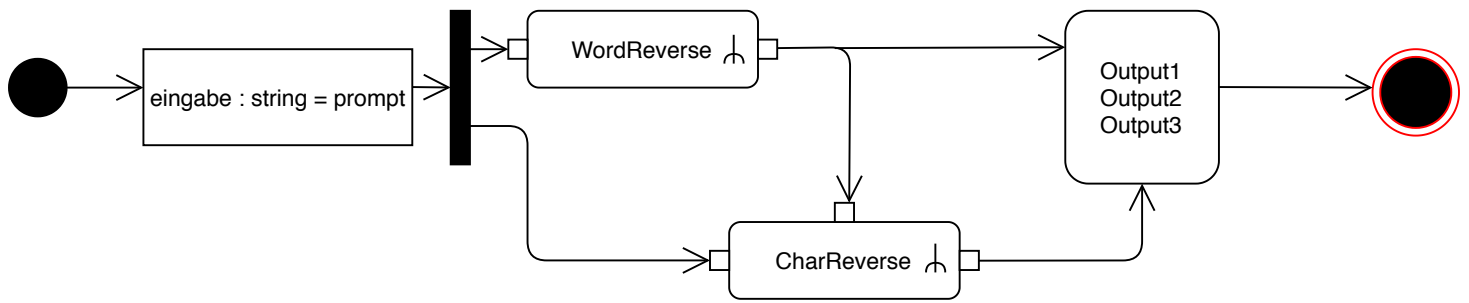 eingabe : string = prompt
WordReverse
CharReverse
Output1
Output2
Output3